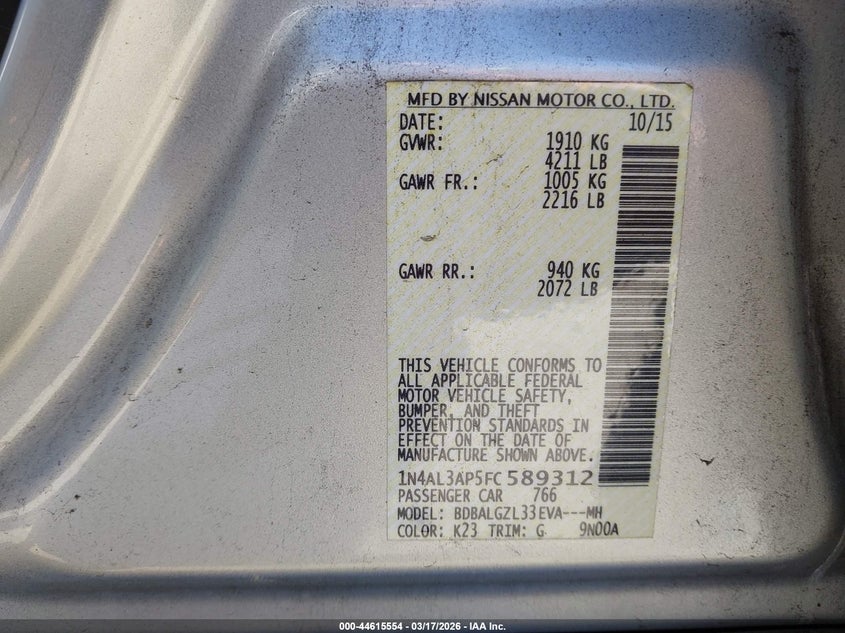 MFD BY NISSAN MOTOR CO., LTD.
DATE: 10/15
GVWR: 1910 KG
4211 LB
GAWR FR.: 1005 KG
2216 LB
GAWR RR.: 940 KG
2072 LB
THIS VEHICLE CONFORMS TO
ALL APPLICABLE FEDERAL
MOTOR VEHICLE SAFETY,
BUMPER, AND THEFT
PREVENTION STANDARDS IN
EFFECT ON THE DATE OF
MANUFACTURE SHOWN ABOVE.
1N4AL3AP5FC589312
PASSENGER CAR 766
MODEL: BDBALGZL33EVA---MH
COLOR: K23 TRIM: G 9N00A
000-44615554 | 03/17/2026 - IAA Inc.